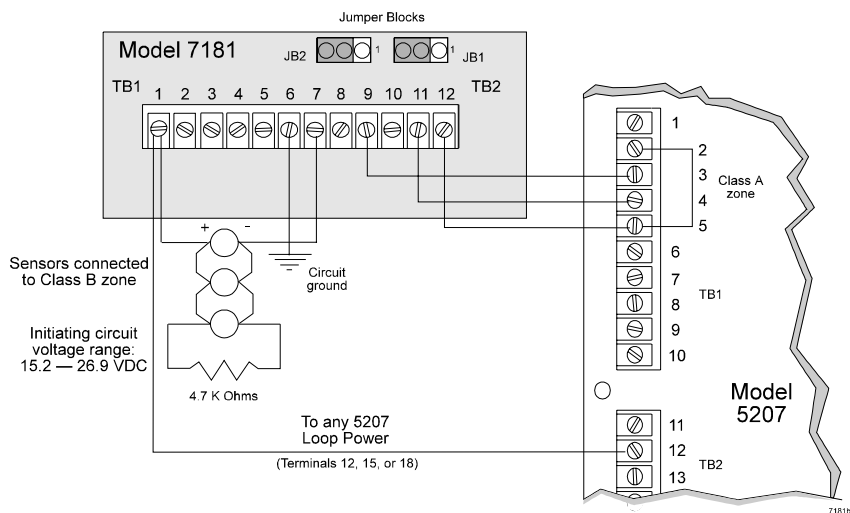 Jumper Blocks
Model 7181
JB2
1
1
JB1
TB1
TB2
1 2 3 4 5 6 7 8 9 10 11 12
1
2
3
4
5
6
7
8
9
10
Class A
zone
TB1
+ -
Sensors connected
to Class B zone
Circuit
ground
Initiating circuit
voltage range:
15.2 — 26.9 VDC
4.7 K Ohms
Model
5207
To any 5207
Loop Power
(Terminals 12, 15, or 18)
11
12
13
TB2
7181b